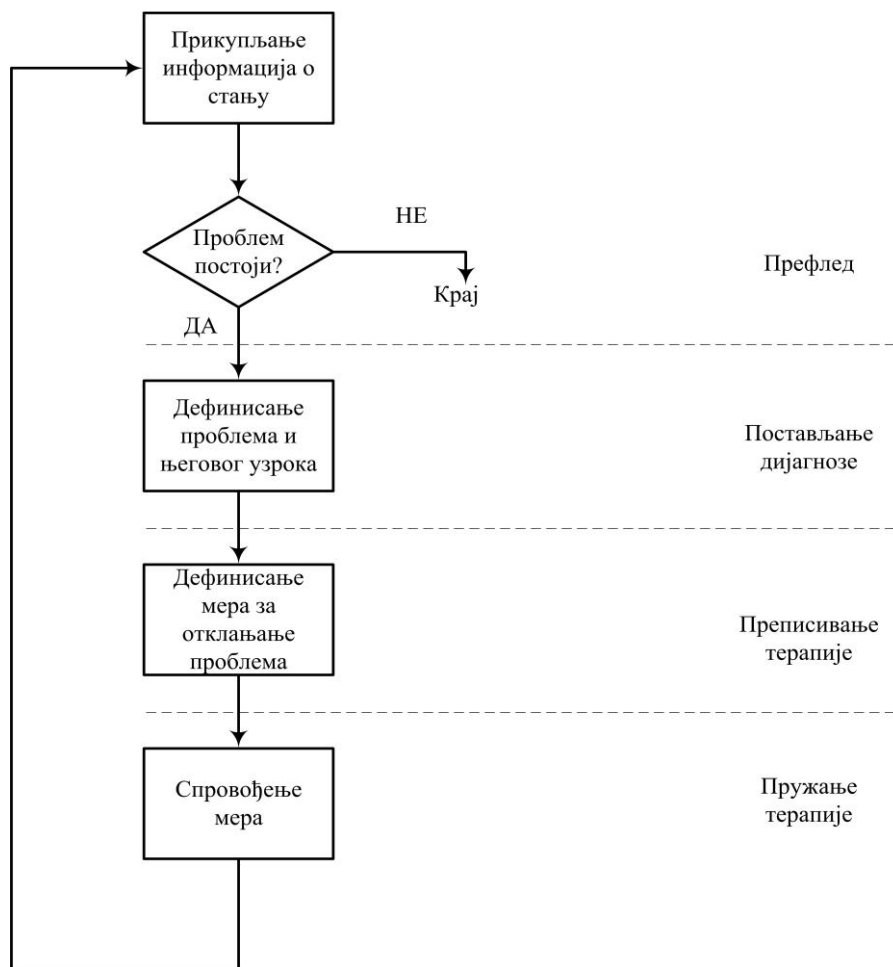 Прикупљање
информација о
стању
Проблем
постоји?
НЕ
Крај
ДА
Префлед
Дефинисање
проблема и
његовог узрока
Постављање
дијагнозе
Дефинисање
мера за
отклањање
проблема
Преписивање
терапије
Спровођење
мера
Пружање
терапије